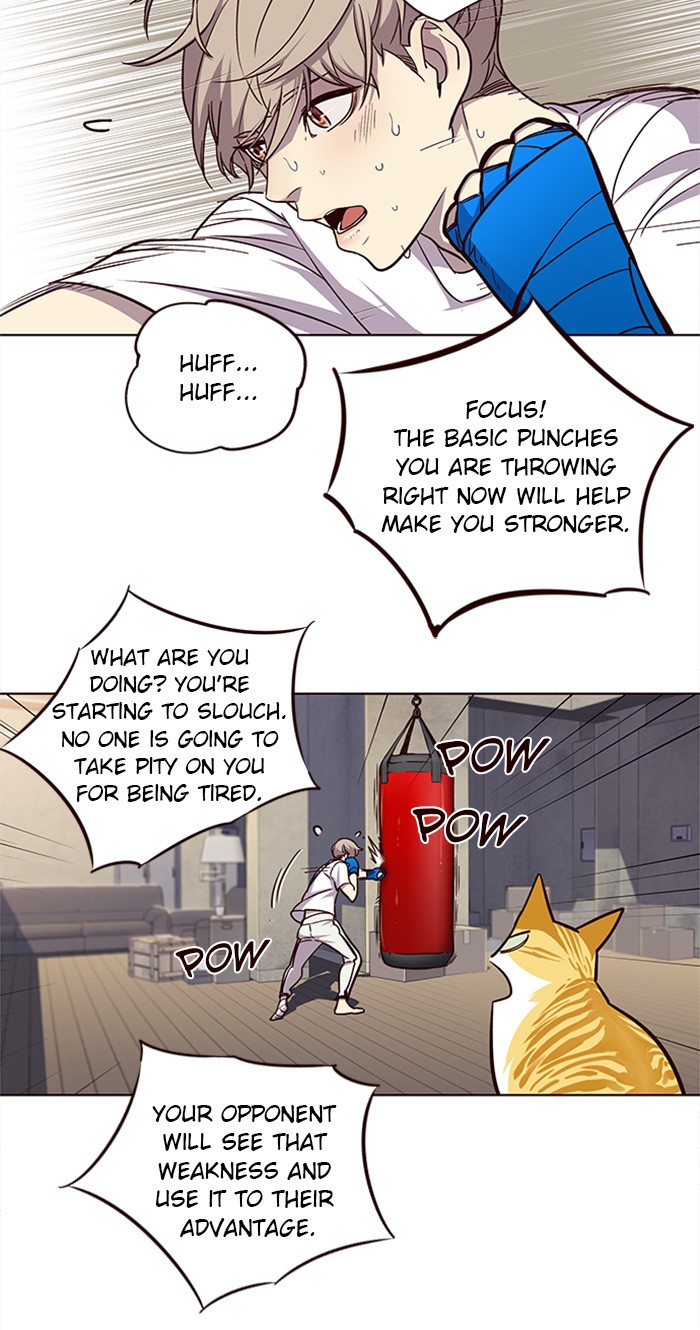 HUFF...
HUFF...
FOCUS!
THE BASIC PUNCHES
YOU ARE THROWING
RIGHT NOW WILL HELP
MAKE YOU STRONGER.
WHAT ARE YOU
DOING? YOU'RE
STARTING TO SLOUCH.
NO ONE IS GOING TO
TAKE PITY ON YOU
FOR BEING TIRED.
POW
POW
POW
YOUR OPPONENT
WILL SEE THAT
WEAKNESS AND
USE IT TO THEIR
ADVANTAGE.